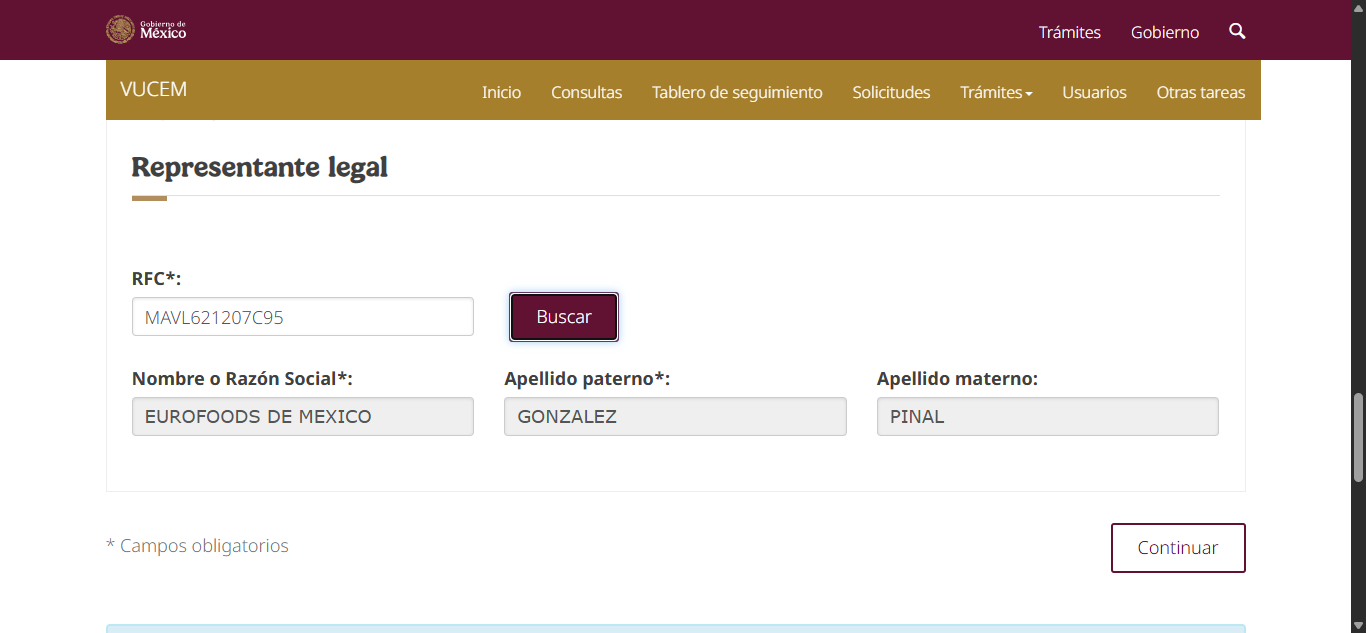 Gobierno de
México
Trámites
Gobierno
VUCEM
Inicio
Consultas
Tablero de seguimiento
Solicitudes
Trámites
Usuarios
Otras tareas
Representante legal
RFC*:
MAVL621207C95
Buscar
Nombre o Razón Social*:
Apellido paterno*:
Apellido materno:
EUROFOODS DE MEXICO
GONZALEZ
PINAL
* Campos obligatorios
Continuar